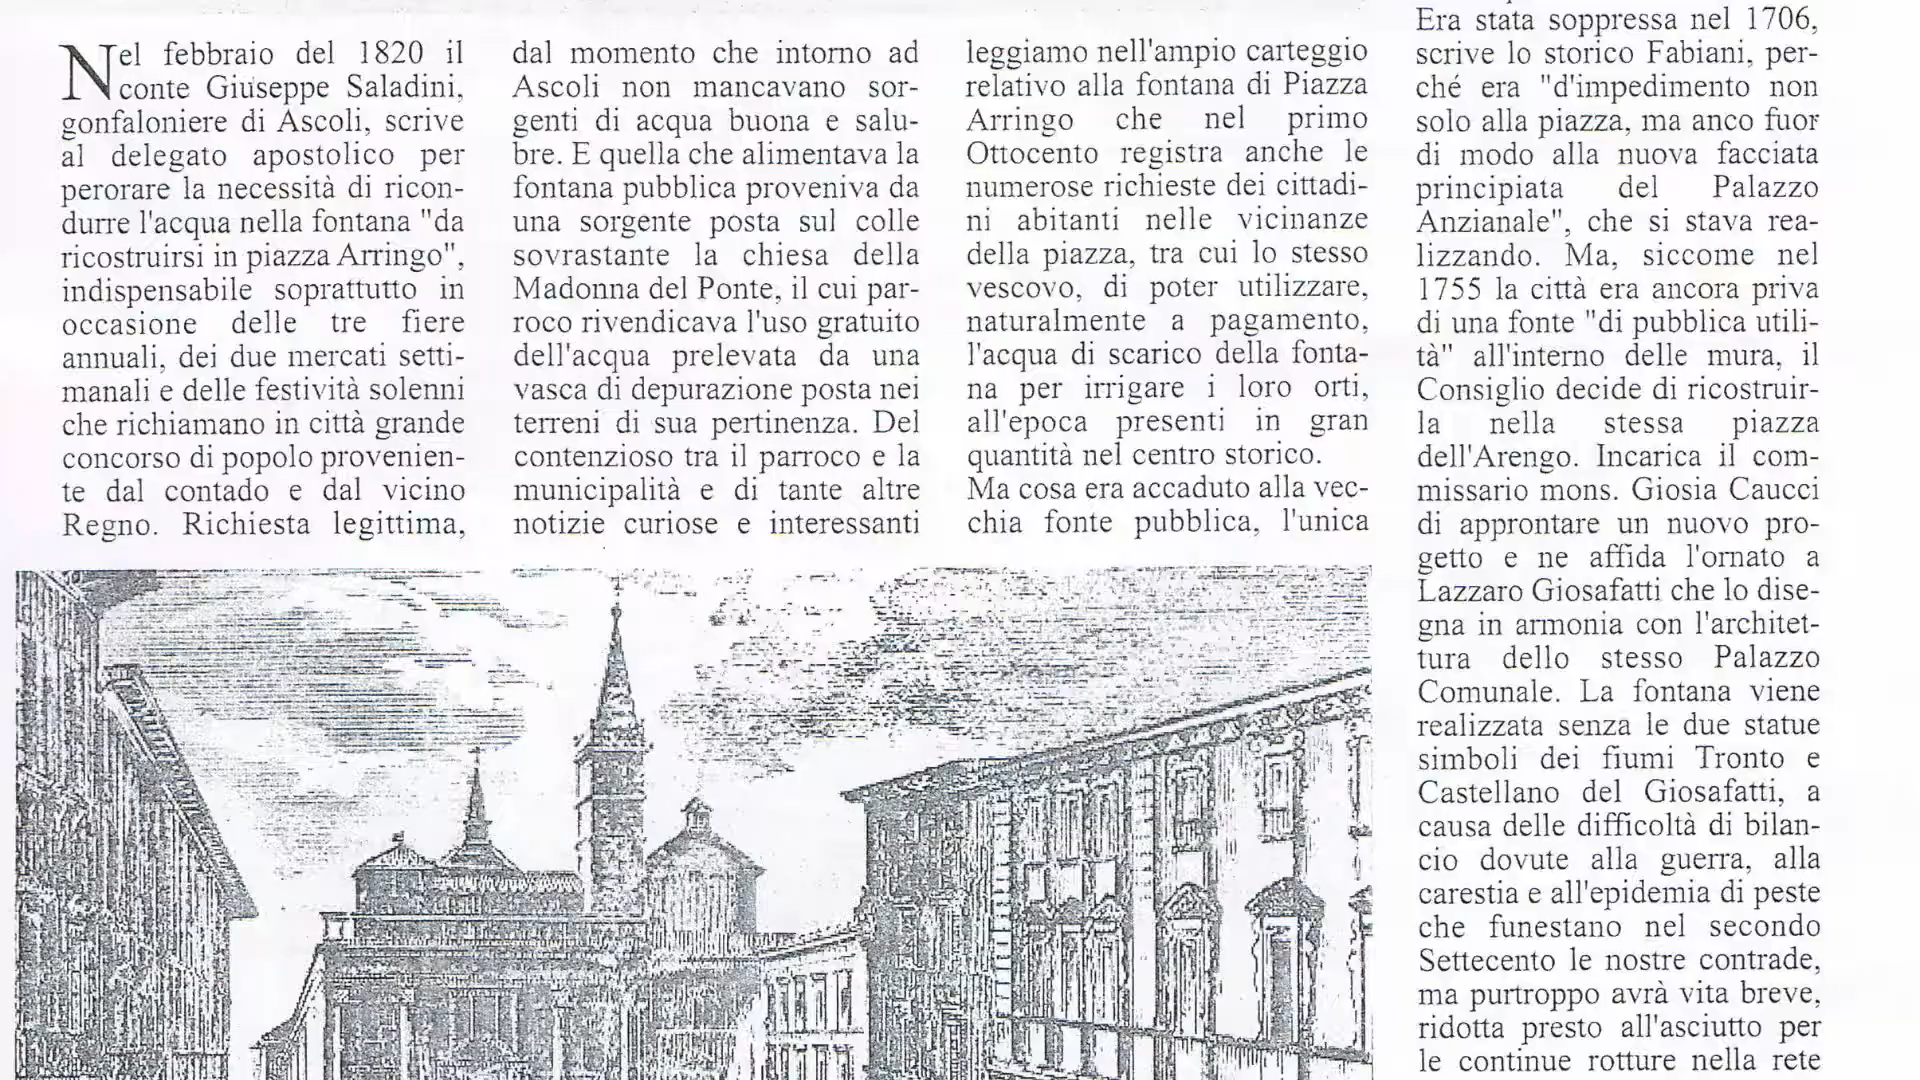 Nel febbraio del 1820 il
conte Giuseppe Saladini,
gonfaloniere di Ascoli, scrive
al delegato apostolico per
perorare la necessità di ricon-
durre l'acqua nella fontana "da
ricostruirsi in piazza Arringo",
indispensabile soprattutto in
occasione delle tre fiere
annuali, dei due mercati setti-
manali e delle festività solenni
che richiamano in città grande
concorso di popolo provenien-
te dal contado e dal vicino
Regno. Richiesta legittima,
dal momento che intorno ad
Ascoli non mancavano sor-
genti di acqua buona e salu-
bre. E quella che alimentava la
fontana pubblica proveniva da
una sorgente posta sul colle
sovrastante la chiesa della
Madonna del Ponte, il cui par-
roco rivendicava l'uso gratuito
dell'acqua prelevata da una
vasca di depurazione posta nei
terreni di sua pertinenza. Del
contenzioso tra il parroco e la
municipalità e di tante altre
notizie curiose e interessanti
leggiamo nell'ampio carteggio
relativo alla fontana di Piazza
Arringo che nel primo
Ottocento registra anche le
numerose richieste dei cittadi-
ni abitanti nelle vicinanze
della piazza, tra cui lo stesso
vescovo, di poter utilizzare,
naturalmente a pagamento,
l'acqua di scarico della fonta-
na per irrigare i loro orti,
all'epoca presenti in gran
quantità nel centro storico.
Ma cosa era accaduto alla vec-
chia fonte pubblica, l'unica
Era stata soppressa nel 1706,
scrive lo storico Fabiani, per-
ché era "d'impedimento non
solo alla piazza, ma anco fuor
di modo alla nuova facciata
principiata del Palazzo
Anzianale", che si stava rea-
lizzando. Ma, siccome nel
1755 la città era ancora priva
di una fonte "di pubblica utili-
tà" all'interno delle mura, il
Consiglio decide di ricostruir-
la nella stessa piazza
dell'Arengo. Incarica il com-
missario mons. Giosia Caucci
di approntare un nuovo pro-
getto e ne affida l'ornato a
Lazzaro Giosafatti che lo dise-
gna in armonia con l'architet-
tura dello stesso Palazzo
Comunale. La fontana viene
realizzata senza le due statue
simboli dei fiumi Tronto e
Castellano del Giosafatti, a
causa delle difficoltà di bilan-
cio dovute alla guerra, alla
carestia e all'epidemia di peste
che funestano nel secondo
Settecento le nostre contrade,
ma purtroppo avrà vita breve,
ridotta presto all'asciutto per
le continue rotture nella rete